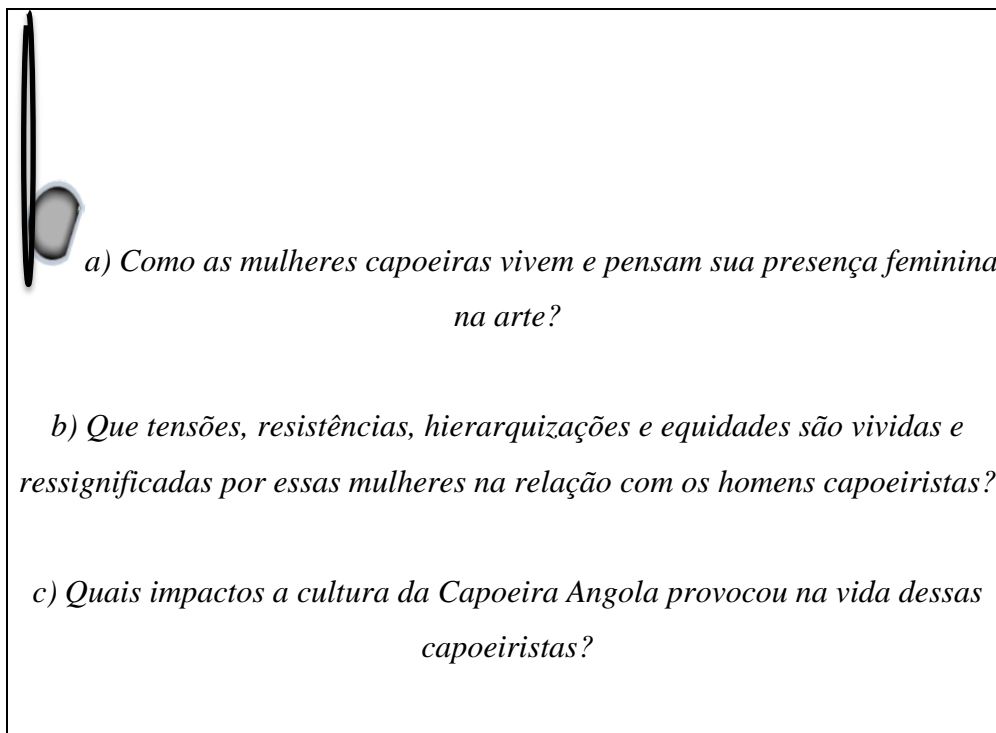 a) Como as mulheres capoeiras vivem e pensam sua presença feminina
na arte?
b) Que tensões, resistências, hierarquizações e equidades são vividas e
ressignificadas por essas mulheres na relação com os homens capoeiristas?
c) Quais impactos a cultura da Capoeira Angola provocou na vida dessas
capoeiristas?